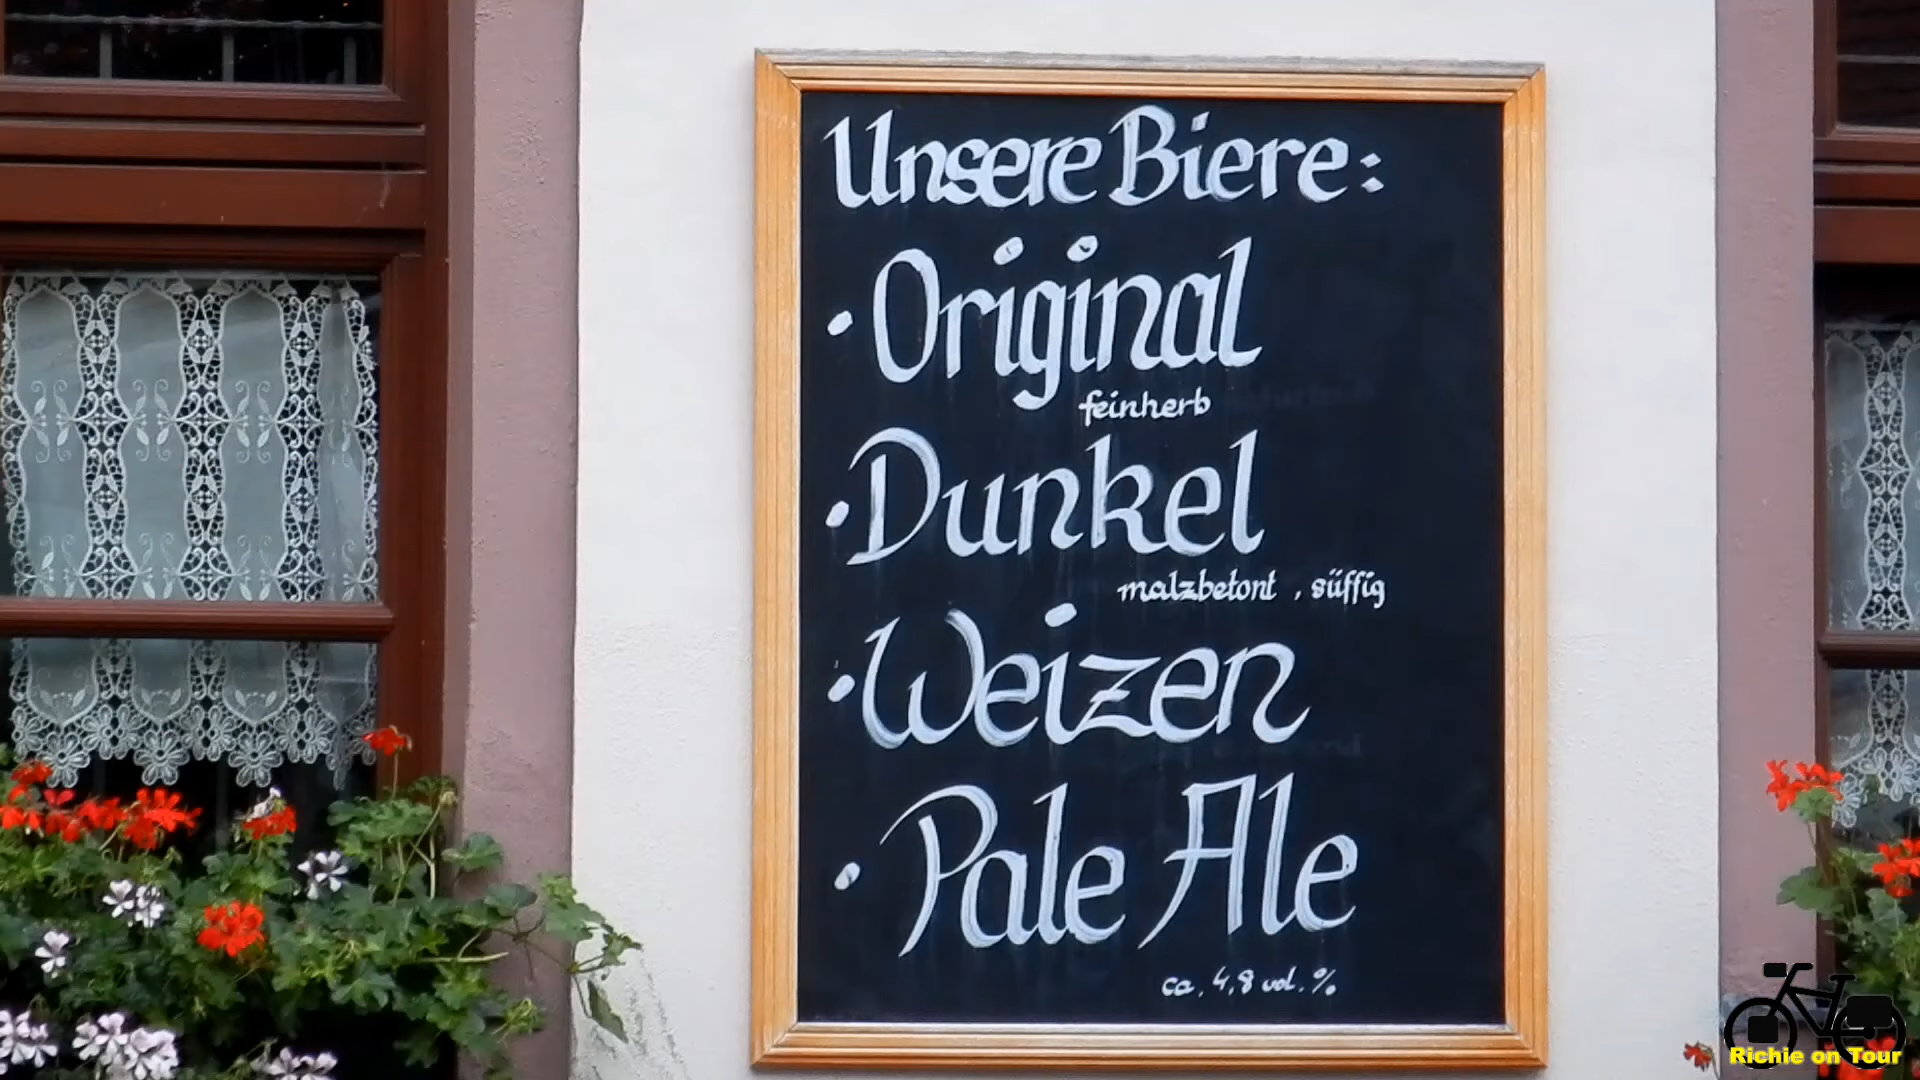 Unsere Biere:
• Original
feinherb
• Dunkel
malzbetont, süffig
• Weizen
• Pale Ale
ca. 4,8 vol. %
Richie on Tour